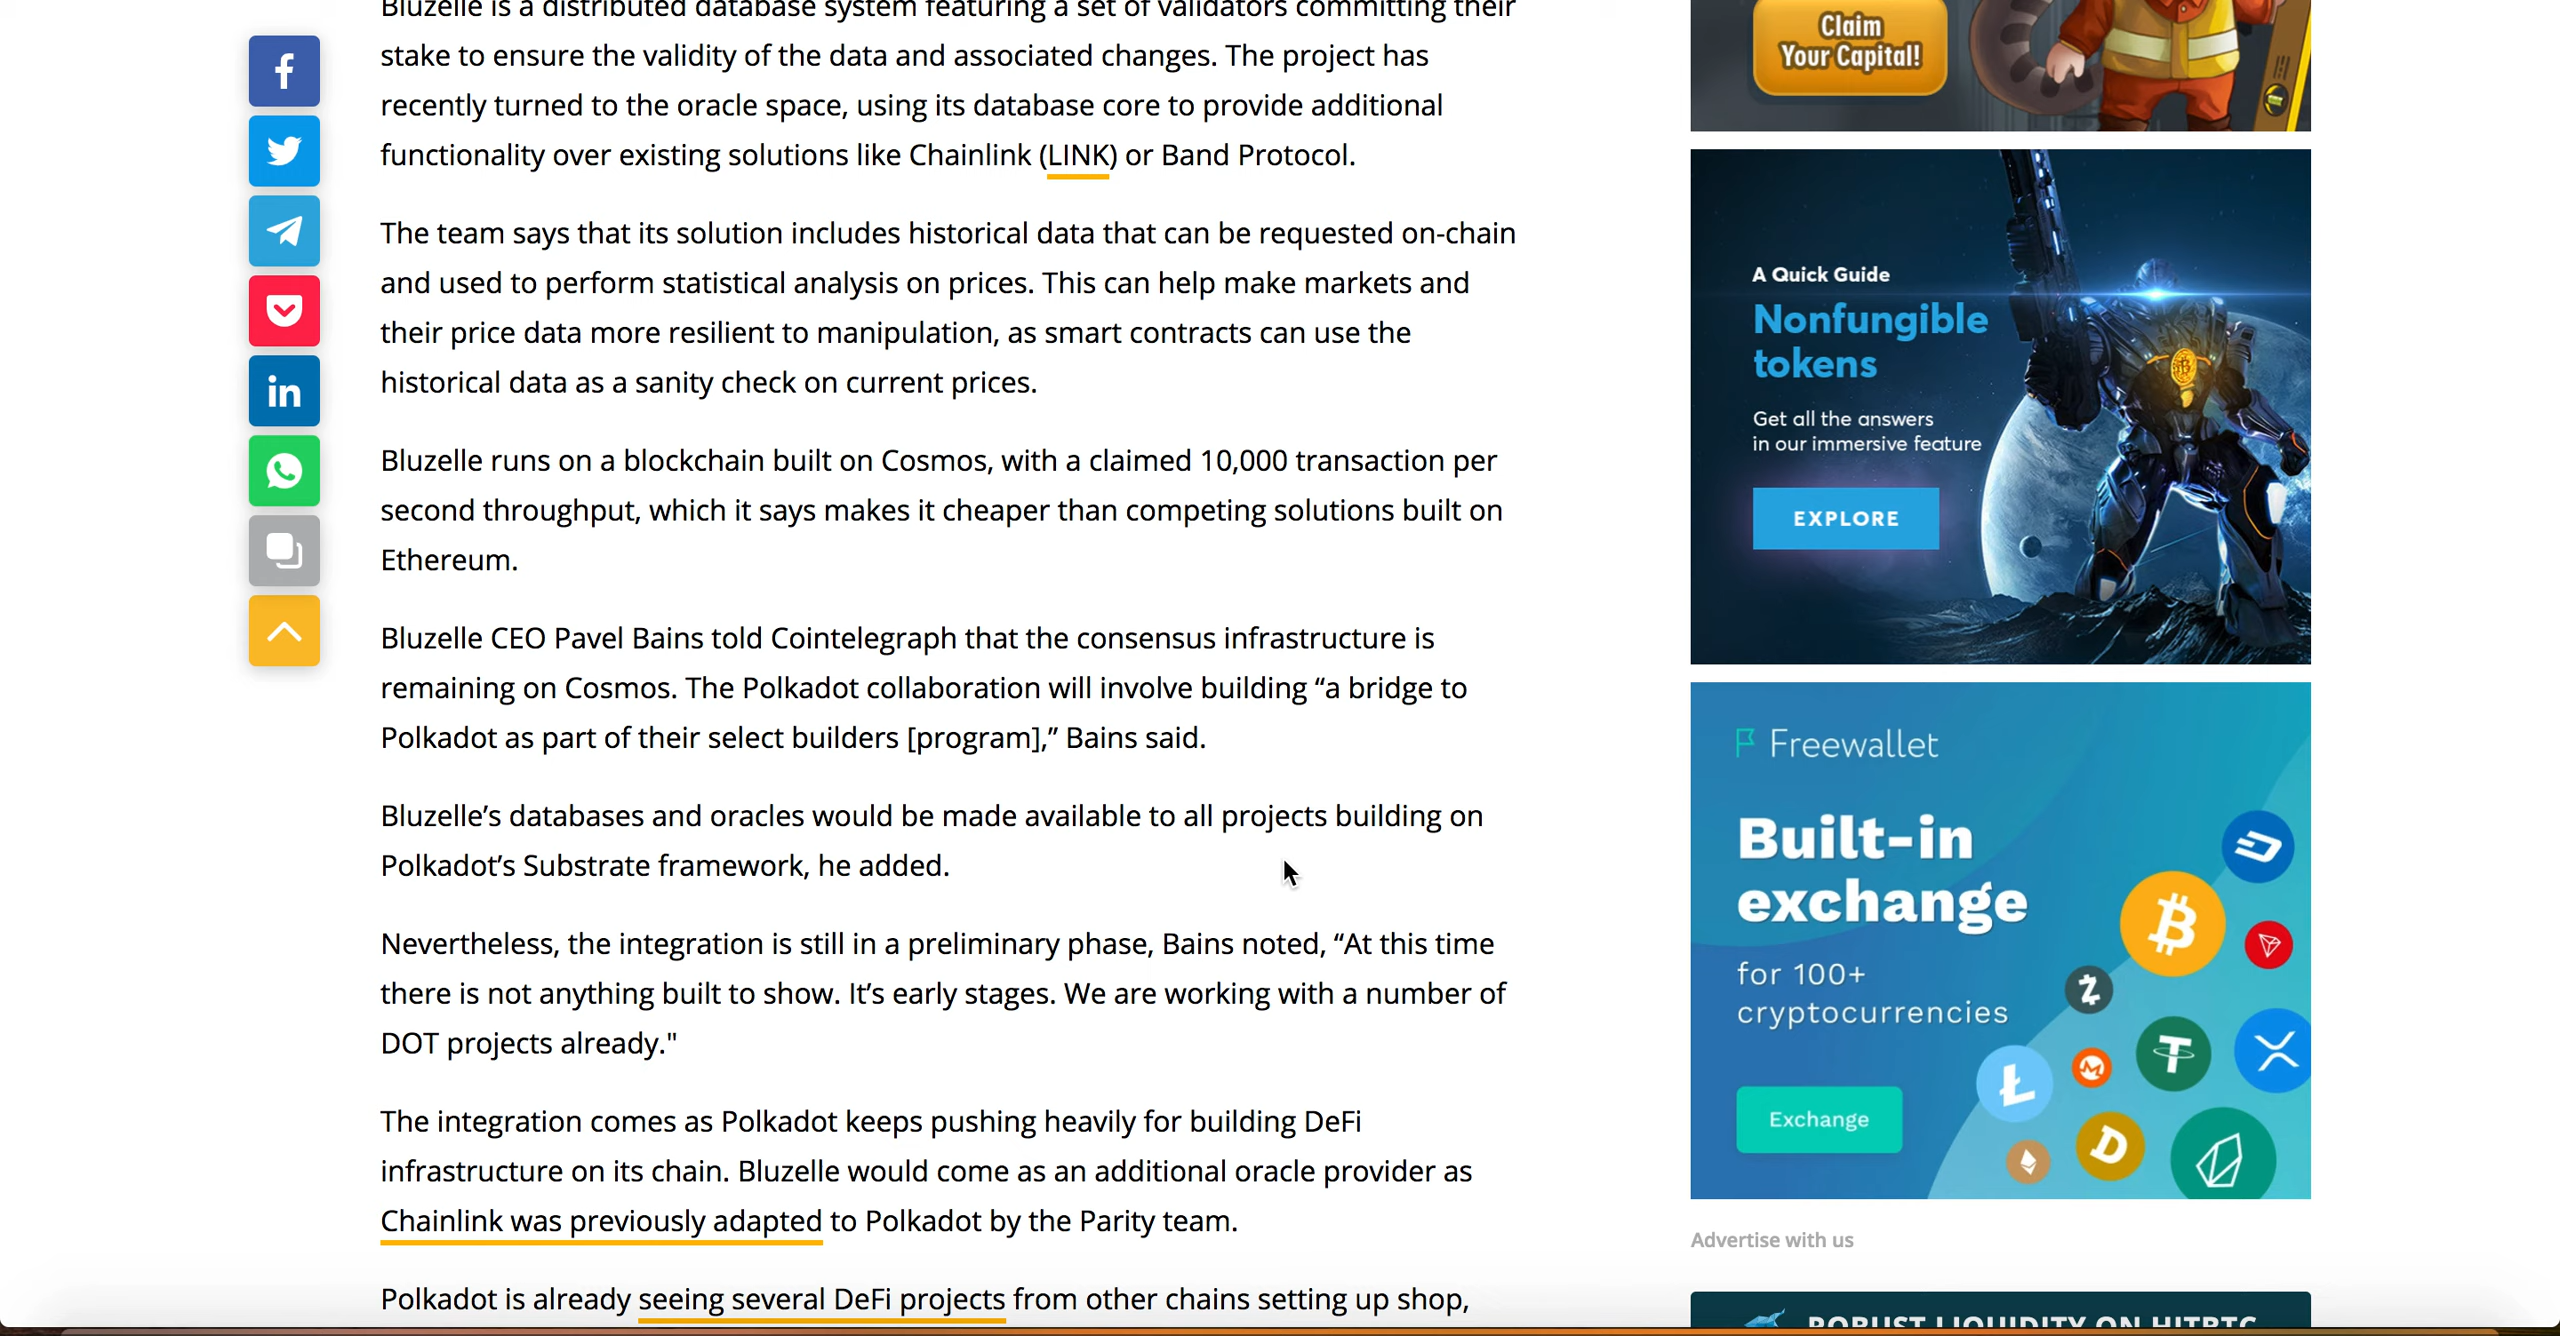 Bluzelle is a distributed database system featuring a set of validators committing their
stake to ensure the validity of the data and associated changes. The project has
recently turned to the oracle space, using its database core to provide additional
functionality over existing solutions like Chainlink (LINK) or Band Protocol.
The team says that its solution includes historical data that can be requested on-chain
and used to perform statistical analysis on prices. This can help make markets and
their price data more resilient to manipulation, as smart contracts can use the
historical data as a sanity check on current prices.
Bluzelle runs on a blockchain built on Cosmos, with a claimed 10,000 transaction per
second throughput, which it says makes it cheaper than competing solutions built on
Ethereum.
Bluzelle CEO Pavel Bains told Cointelegraph that the consensus infrastructure is
remaining on Cosmos. The Polkadot collaboration will involve building “a bridge to
Polkadot as part of their select builders [program],” Bains said.
Bluzelle’s databases and oracles would be made available to all projects building on
Polkadot’s Substrate framework, he added.
Nevertheless, the integration is still in a preliminary phase, Bains noted, “At this time
there is not anything built to show. It’s early stages. We are working with a number of
DOT projects already."
The integration comes as Polkadot keeps pushing heavily for building DeFi
infrastructure on its chain. Bluzelle would come as an additional oracle provider as
Chainlink was previously adapted to Polkadot by the Parity team.
Polkadot is already seeing several DeFi projects from other chains setting up shop,
Claim
Your Capital!
A Quick Guide
Nonfungible
tokens
Get all the answers
in our immersive feature
EXPLORE
Freewallet
Built-in
exchange
for 100+
cryptocurrencies
Exchange
Advertise with us
ROBUST LIQUIDITY ON HITBTC